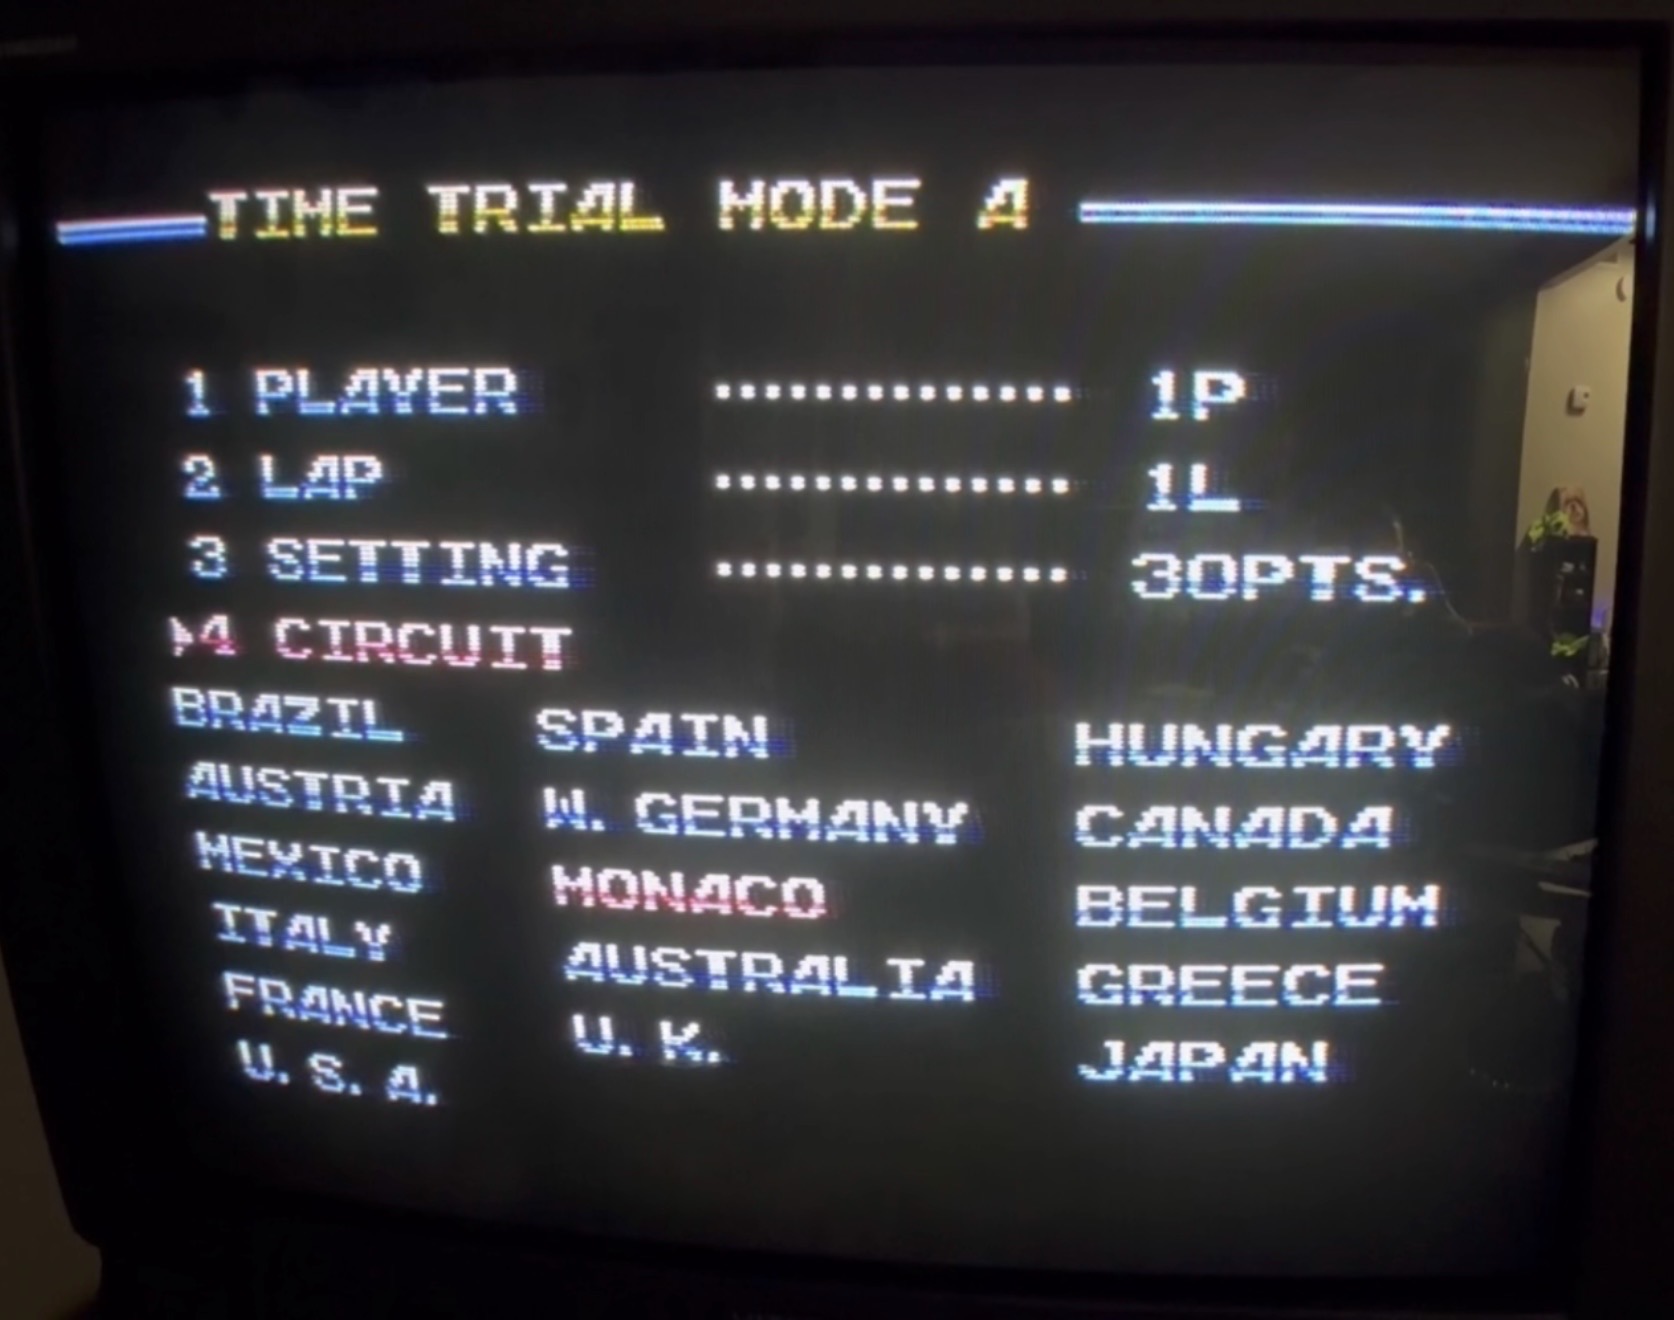 TIME TRIAL MODE A
1 PLAYER .............. 1P
2 LAP .............. 1L
3 SETTING .............. 30PTS.
4 CIRCUIT
BRAZIL SPAIN HUNGARY
AUSTRIA W. GERMANY CANADA
MEXICO MONACO BELGIUM
ITALY AUSTRALIA GREECE
FRANCE U. K. JAPAN
U. S. A.